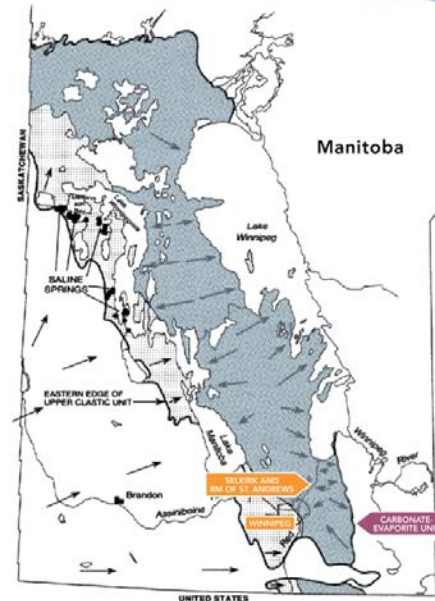 Manitoba
SASKATCHEWAN
Lake
Winnipeg
SALINE
SPRINGS
EASTERN EDGE OF
UPPER CLASTIC UNIT
Lake
Manitoba
Winnipeg
River
SELKIRK AND
RM OF ST. ANDREWS
Brandon
Assiniboine
WINNIPEG
Red
CARBONATE-
EVAPORITE UNI
UNITED STATES